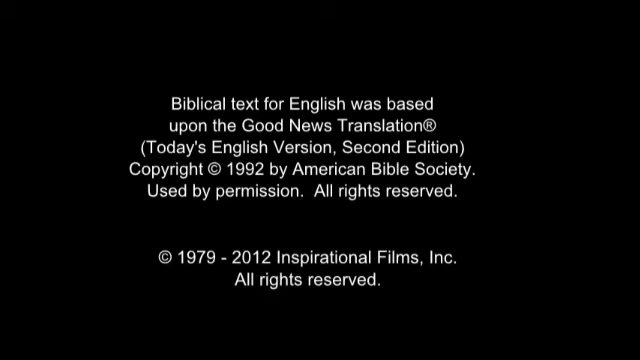 Biblical text for English was based
upon the Good News Translation®
(Today's English Version, Second Edition)
Copyright © 1992 by American Bible Society.
Used by permission.  All rights reserved.
© 1979 - 2012 Inspirational Films, Inc.
All rights reserved.